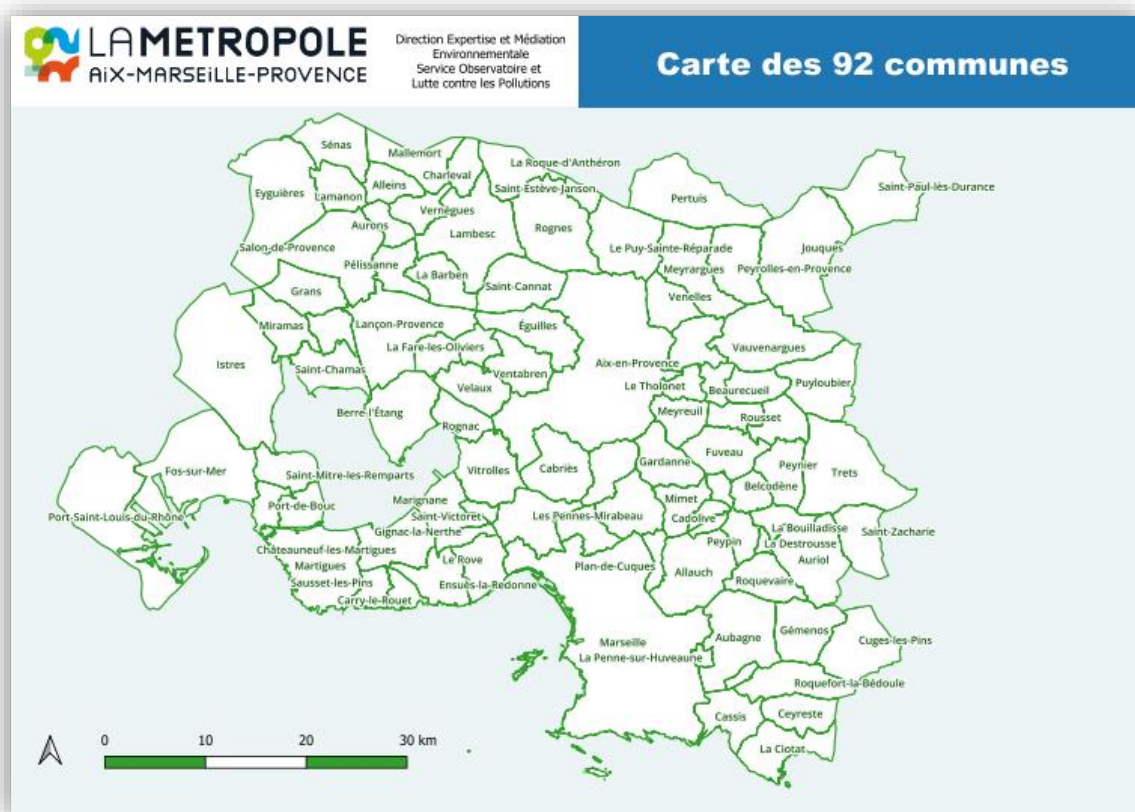 LAMETROPOLE
AiX-MARSEILLE-PROVENCE
Direction Expertise et Médiation
Environnementale
Service Observatoire et
Lutte contre les Pollutions
Carte des 92 communes
Sénas
Mallemort
La Roque-d'Anthéron
Charleval
Alleins
Saint-Estève-Janson
Saint-Paul-lès-Durance
Eyguières
Lamanon
Pertuis
Vernègues
Aurons
Lambesc
Rognes
Salon-de-Provence
Le Puy-Sainte-Réparade
Jouques
Pélissanne
La Barben
Meyrargues
Peyrolles-en-Provence
Grans
Saint-Cannat
Venelles
Miramas
Lançon-Provence
Éguilles
La Fare-les-Oliviers
Vauvenargues
Istres
Saint-Chamas
Ventabren
Aix-en-Provence
Velaux
Le Tholonet
Beaurecueil
Puyloubier
Berre-l'Étang
Meyreuil
Rousset
Rognac
Fuveau
Fos-sur-Mer
Saint-Mitre-les-Remparts
Vitrolles
Cabriès
Gardanne
Peynier
Trets
Belcodène
Marignane
Mimet
Port-de-Bouc
Port-Saint-Louis-du-Rhône
Saint-Victoret
Les Pennes-Mirabeau
Cadolive
Gignac-la-Nerthe
La Bouilladisse
Saint-Zacharie
Peypin
La Destrousse
Châteauneuf-les-Martigues
Le Rove
Martigues
Plan-de-Cuques
Allauch
Auriol
Sausset-les-Pins
Ensuès-la-Redonne
Roquevaire
Carry-le-Rouet
Gémenos
Marseille
Aubagne
Cuges-les-Pins
La Penne-sur-Huveaune
Roquefort-la-Bédoule
Cassis
Ceyreste
La Ciotat
0 10 20 30 km